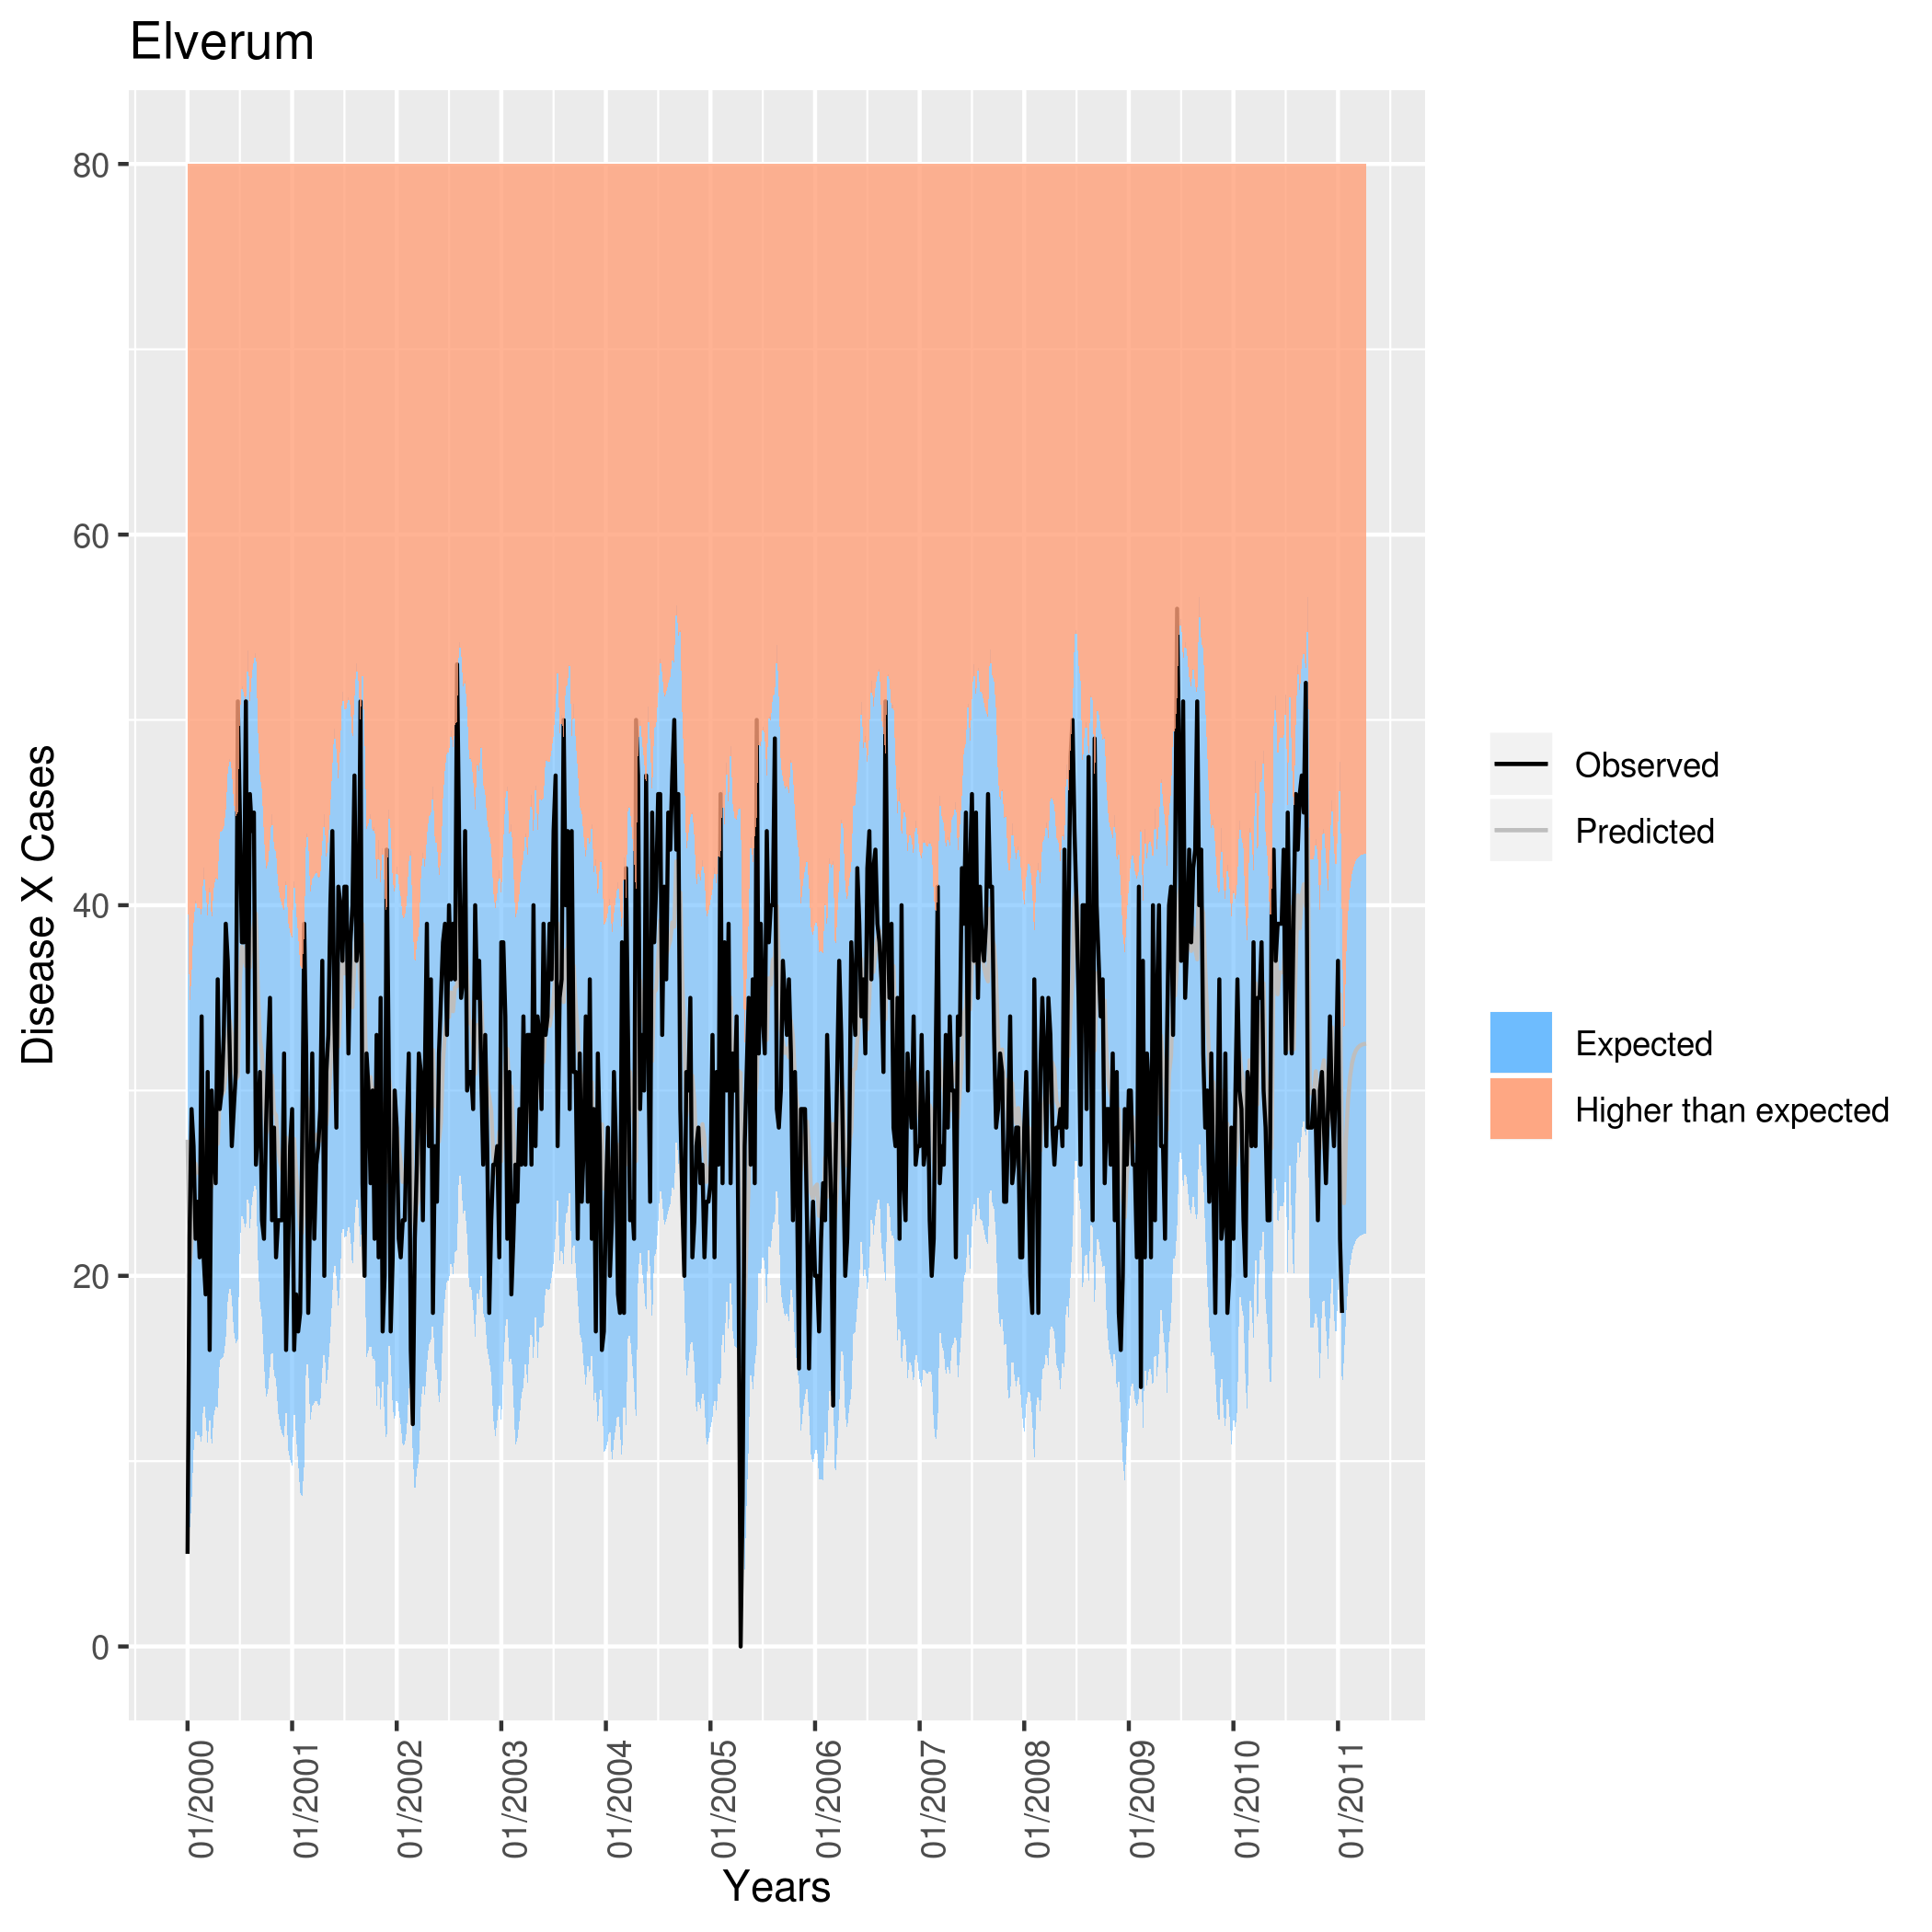 Elverum
Disease X Cases
80
60
40
20
0
01/2000
01/2001
01/2002
01/2003
01/2004
01/2005
01/2006
01/2007
01/2008
01/2009
01/2010
01/2011
Years
Observed
Predicted
Expected
Higher than expected